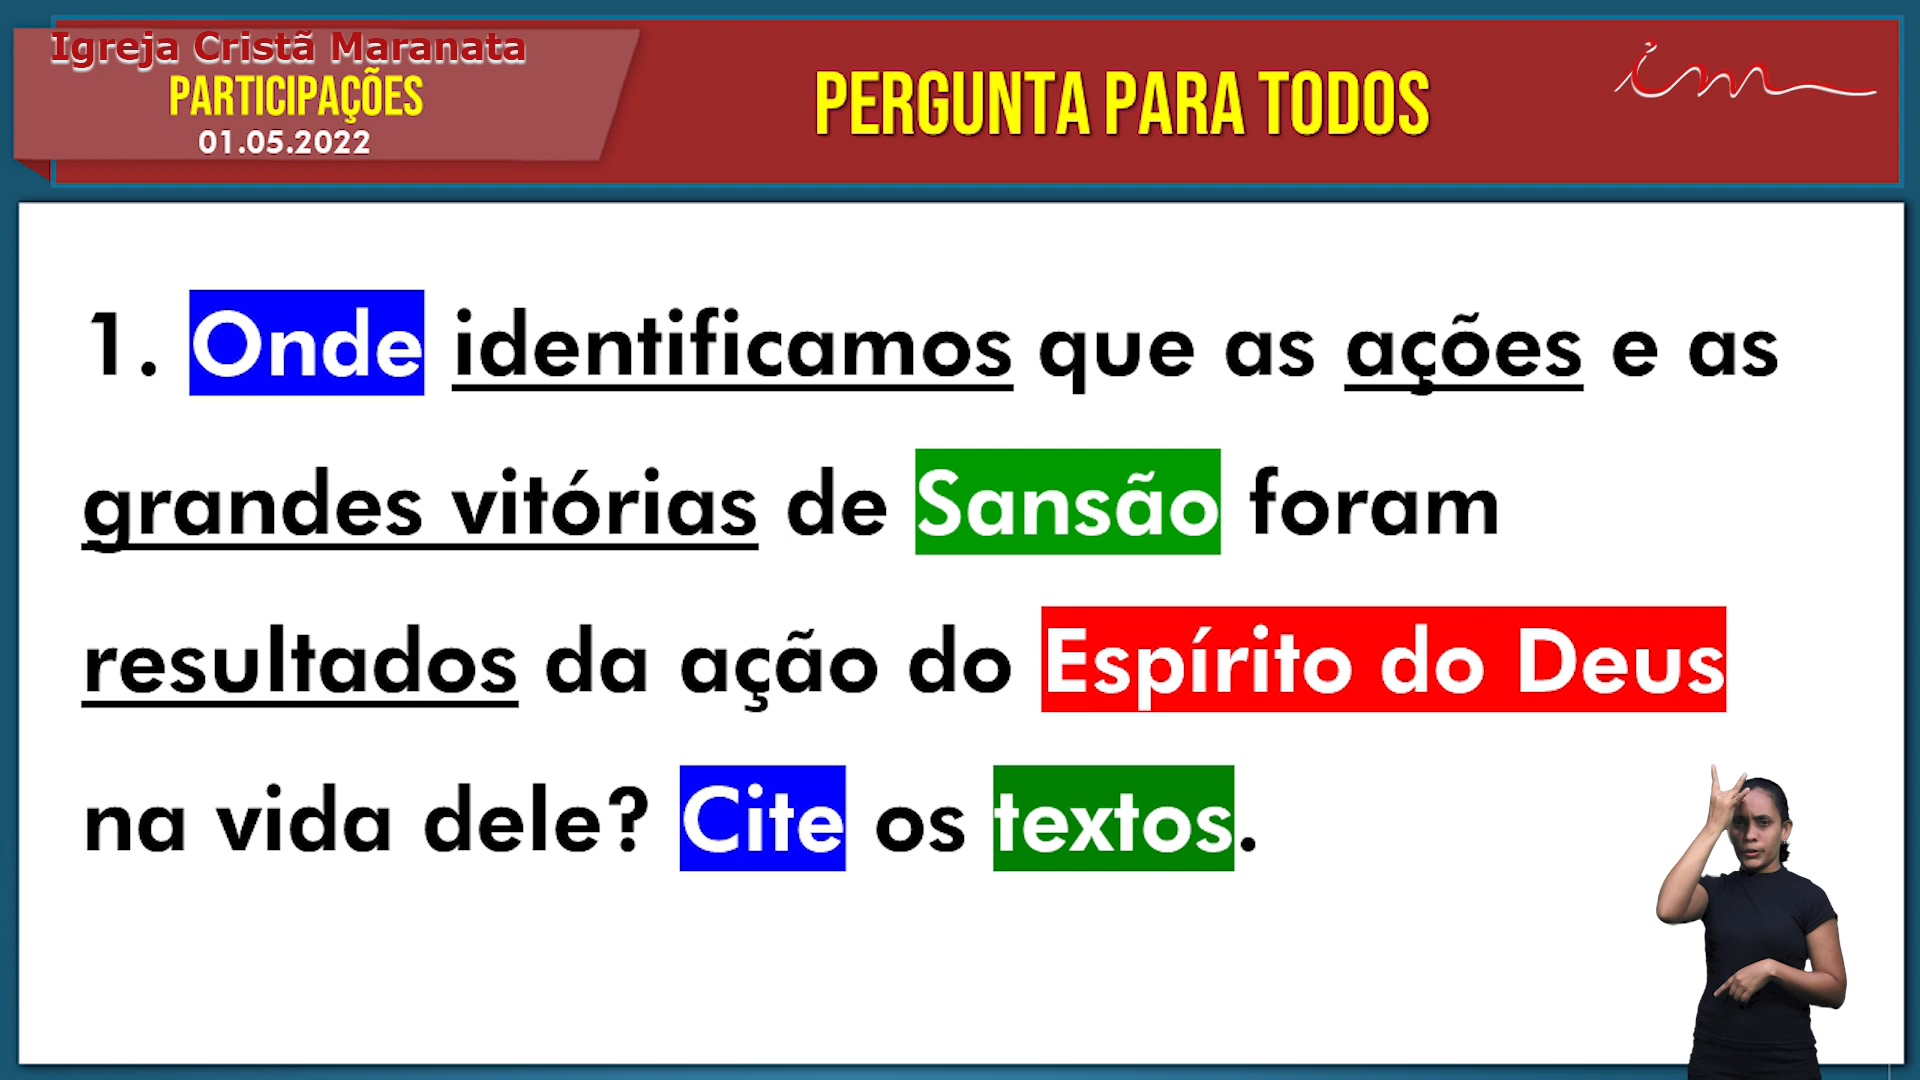 Igreja Cristã Maranata
PARTICIPAÇÕES
01.05.2022
PERGUNTA PARA TODOS
im
1. Onde identificamos que as ações e as
grandes vitórias de Sansão foram
resultados da ação do Espírito do Deus
na vida dele? Cite os textos.